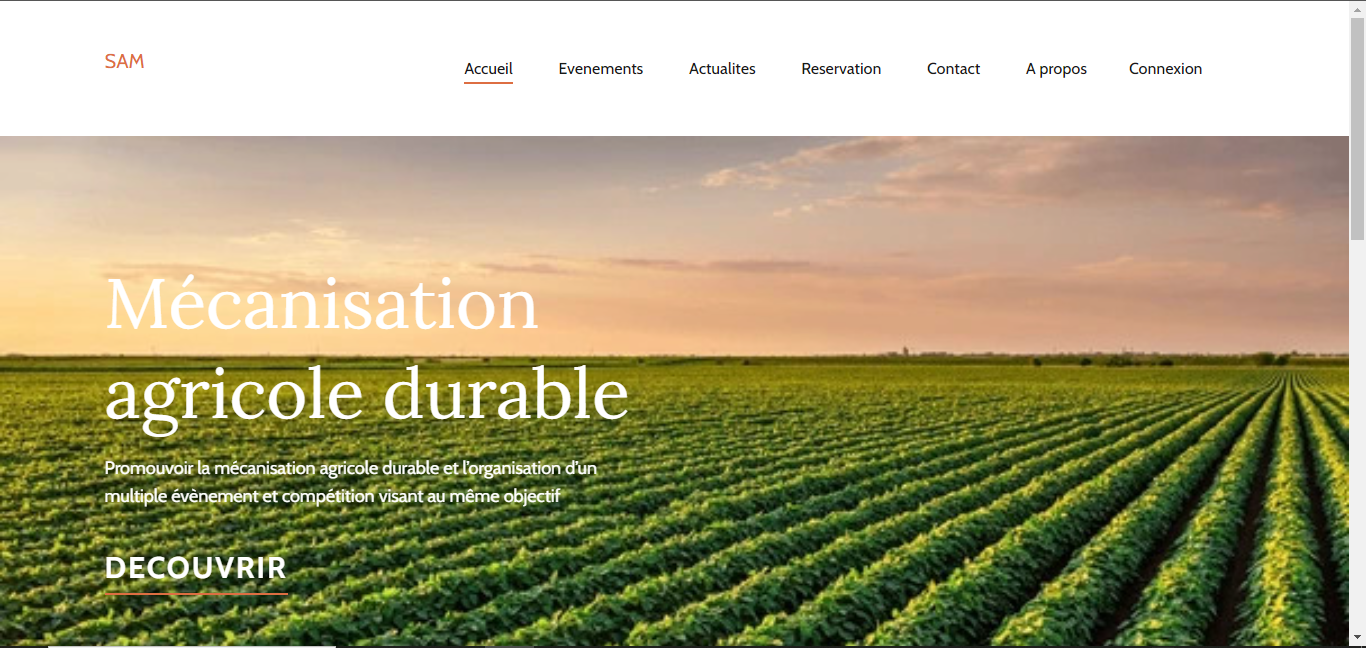 SAM
Accueil Evenements Actualites Reservation Contact A propos Connexion
Mécanisation
agricole durable
Promouvoir la mécanisation agricole durable et l'organisation d'un
multiple évènement et compétition visant au même objectif
DECOUVRIR